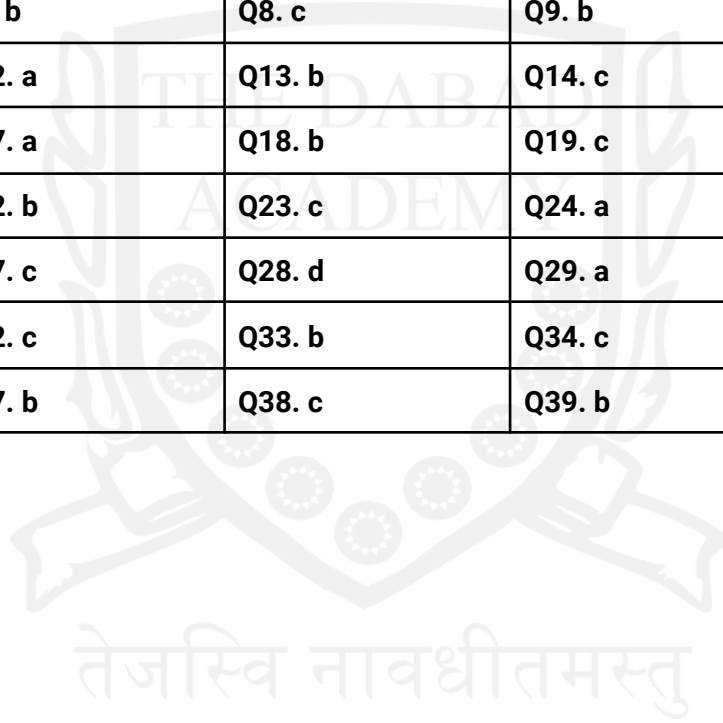 b Q8. c Q9. b
2. a Q13. b Q14. c
7. a Q18. b Q19. c
2. b Q23. c Q24. a
7. c Q28. d Q29. a
2. c Q33. b Q34. c
7. b Q38. c Q39. b
THE DABAD
ACADEMY
तेजस्वि नावधीतमस्तु